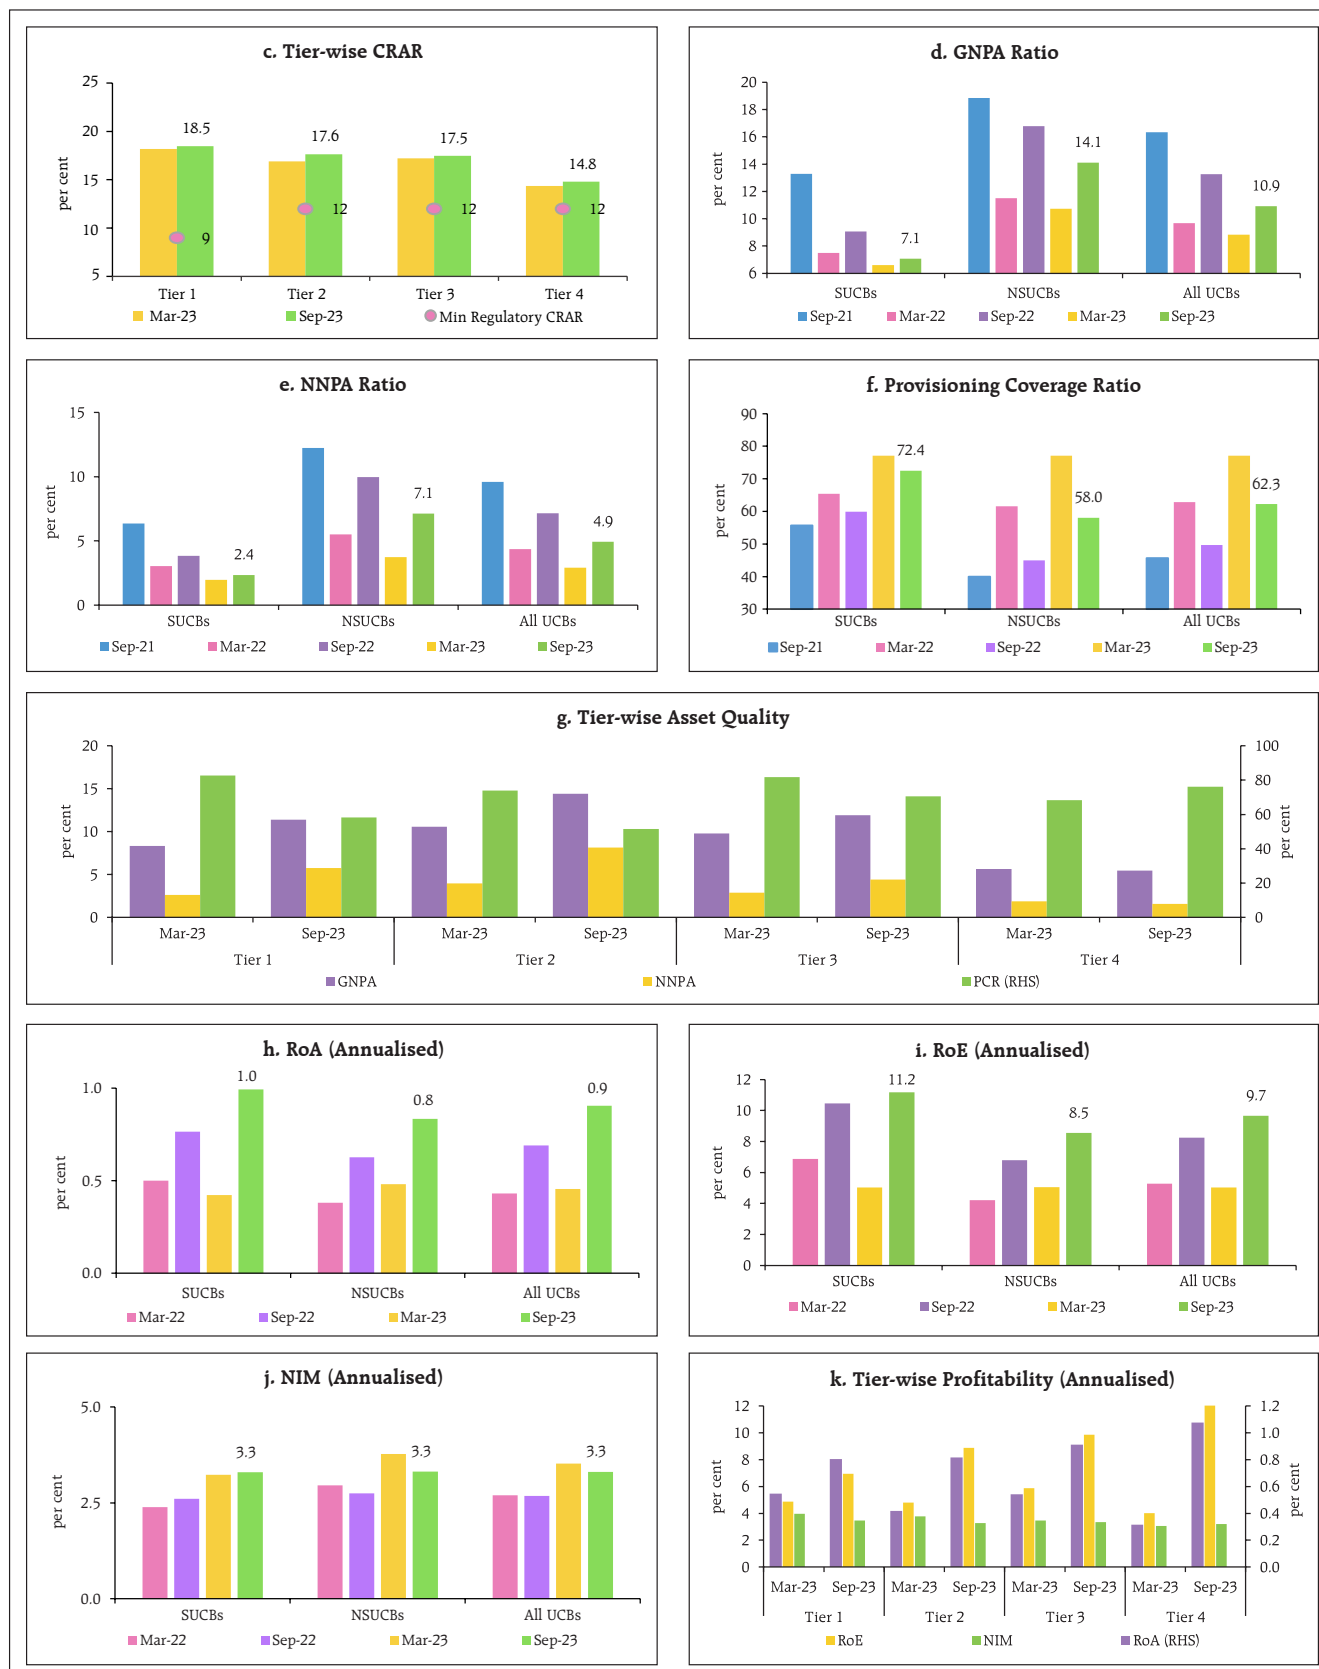 c. Tier-wise CRAR
25
20
15
10
5
per cent
18.5
17.6
17.5
14.8
9
12
12
12
Tier 1
Tier 2
Tier 3
Tier 4
Mar-23
Sep-23
Min Regulatory CRAR
d. GNPA Ratio
20
18
16
14
12
10
8
6
per cent
7.1
14.1
10.9
SUCBs
NSUCBs
All UCBs
Sep-21
Mar-22
Sep-22
Mar-23
Sep-23
e. NNPA Ratio
15
10
5
0
per cent
2.4
7.1
4.9
SUCBs
NSUCBs
All UCBs
Sep-21
Mar-22
Sep-22
Mar-23
Sep-23
f. Provisioning Coverage Ratio
90
80
70
60
50
40
30
per cent
72.4
58.0
62.3
SUCBs
NSUCBs
All UCBs
Sep-21
Mar-22
Sep-22
Mar-23
Sep-23
g. Tier-wise Asset Quality
20
15
10
5
0
per cent
100
80
60
40
20
0
per cent
Mar-23
Sep-23
Mar-23
Sep-23
Mar-23
Sep-23
Mar-23
Sep-23
Tier 1
Tier 2
Tier 3
Tier 4
GNPA
NNPA
PCR (RHS)
h. RoA (Annualised)
1.0
0.5
0.0
per cent
1.0
0.8
0.9
SUCBs
NSUCBs
All UCBs
Mar-22
Sep-22
Mar-23
Sep-23
i. RoE (Annualised)
12
10
8
6
4
2
0
per cent
11.2
8.5
9.7
SUCBs
NSUCBs
All UCBs
Mar-22
Sep-22
Mar-23
Sep-23
j. NIM (Annualised)
5.0
2.5
0.0
per cent
3.3
3.3
3.3
SUCBs
NSUCBs
All UCBs
Mar-22
Sep-22
Mar-23
Sep-23
k. Tier-wise Profitability (Annualised)
12
10
8
6
4
2
0
per cent
1.2
1.0
0.8
0.6
0.4
0.2
0.0
per cent
Mar-23
Sep-23
Mar-23
Sep-23
Mar-23
Sep-23
Mar-23
Sep-23
Tier 1
Tier 2
Tier 3
Tier 4
RoE
NIM
RoA (RHS)